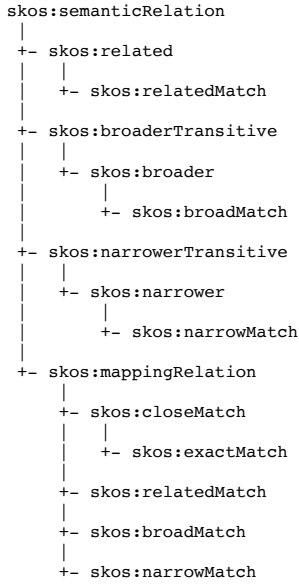 skos:semanticRelation
|
+- skos:related
|  |
|  +- skos:relatedMatch
|
+- skos:broaderTransitive
|  |
|  +- skos:broader
|     |
|     +- skos:broadMatch
|
+- skos:narrowerTransitive
|  |
|  +- skos:narrower
|     |
|     +- skos:narrowMatch
|
+- skos:mappingRelation
   |
   +- skos:closeMatch
   |  |
   |  +- skos:exactMatch
   |
   +- skos:relatedMatch
   |
   +- skos:broadMatch
   |
   +- skos:narrowMatch